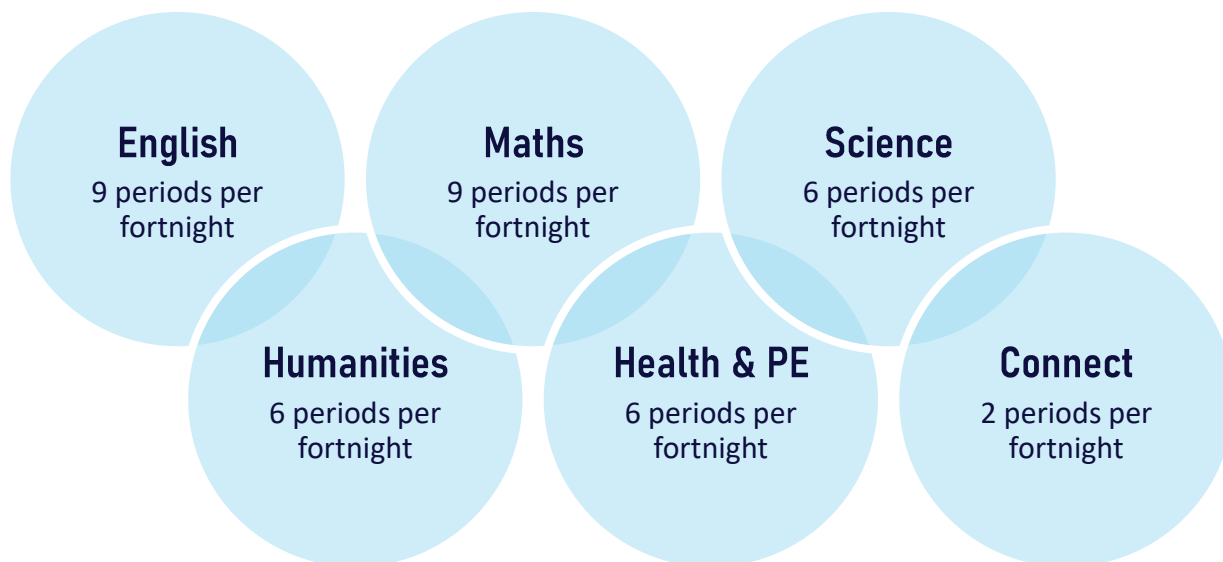 English
9 periods per
fortnight
Maths
9 periods per
fortnight
Science
6 periods per
fortnight
Humanities
6 periods per
fortnight
Health & PE
6 periods per
fortnight
Connect
2 periods per
fortnight